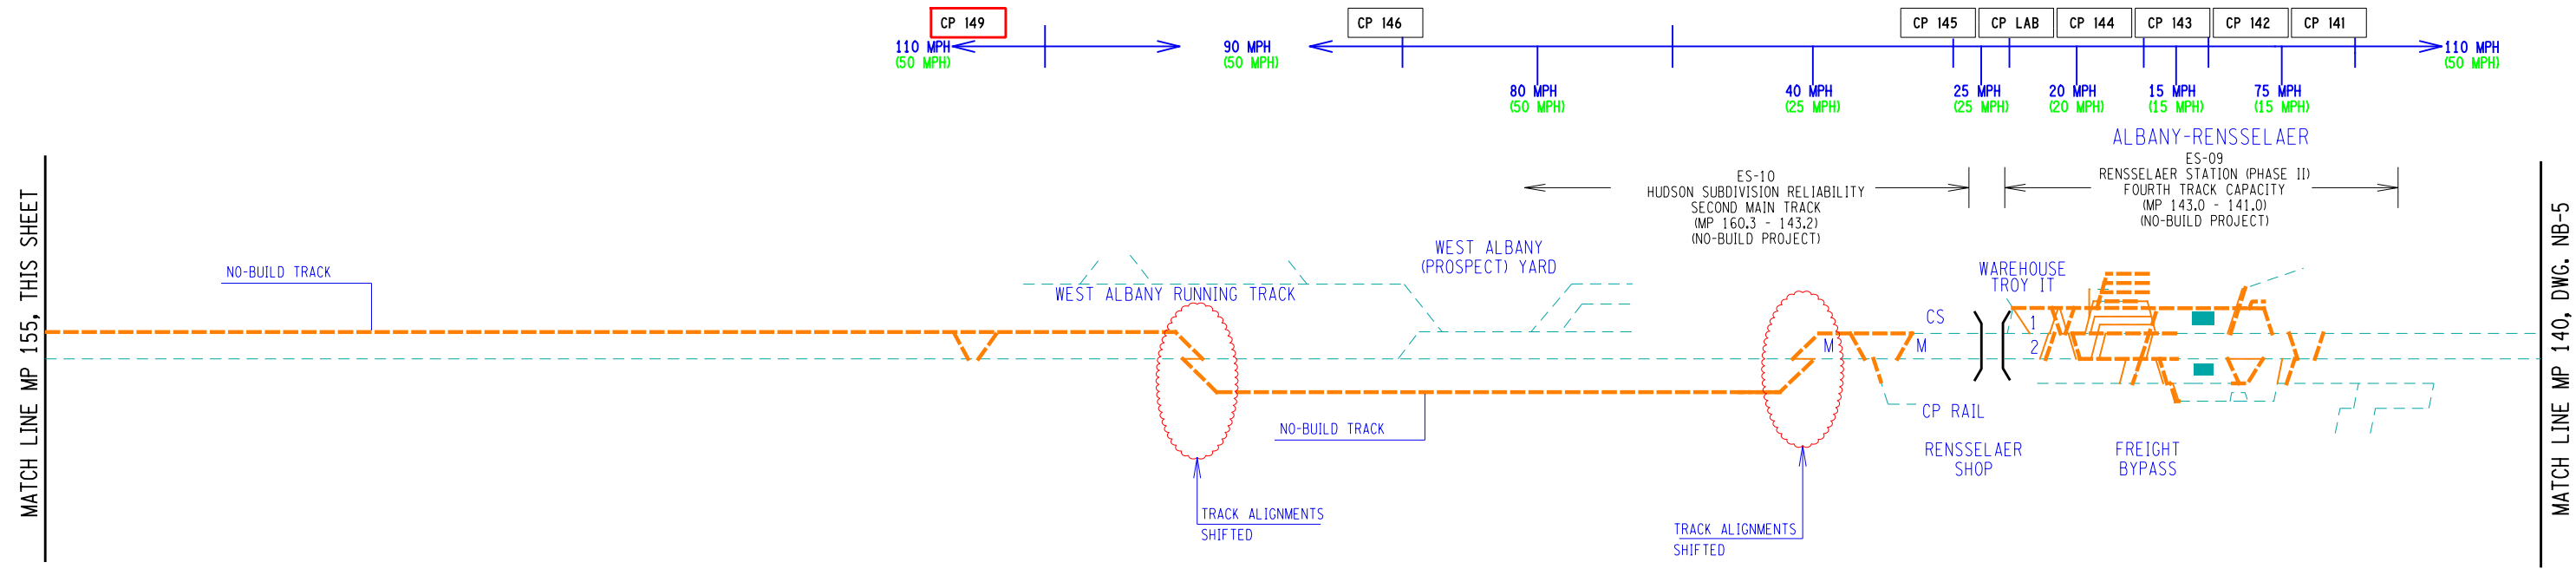 CP 149
CP 146
CP 145
CP LAB
CP 144
CP 143
CP 142
CP 141
110 MPH
(50 MPH)
90 MPH
(50 MPH)
110 MPH
(50 MPH)
80 MPH
(50 MPH)
40 MPH
(25 MPH)
25 MPH
(25 MPH)
20 MPH
(20 MPH)
15 MPH
(15 MPH)
75 MPH
(15 MPH)
ALBANY-RENSSELAER
ES-09
RENSSELAER STATION (PHASE II)
FOURTH TRACK CAPACITY
(MP 143.0 - 141.0)
(NO-BUILD PROJECT)
ES-10
HUDSON SUBDIVISION RELIABILITY
SECOND MAIN TRACK
(MP 160.3 - 143.2)
(NO-BUILD PROJECT)
MATCH LINE MP 155, THIS SHEET
NO-BUILD TRACK
WEST ALBANY RUNNING TRACK
WEST ALBANY
(PROSPECT) YARD
WAREHOUSE
TROY IT
CS
1
M
M
2
CP RAIL
NO-BUILD TRACK
RENSSELAER
SHOP
FREIGHT
BYPASS
TRACK ALIGNMENTS
SHIFTED
TRACK ALIGNMENTS
SHIFTED
MATCH LINE MP 140, DWG. NB-5